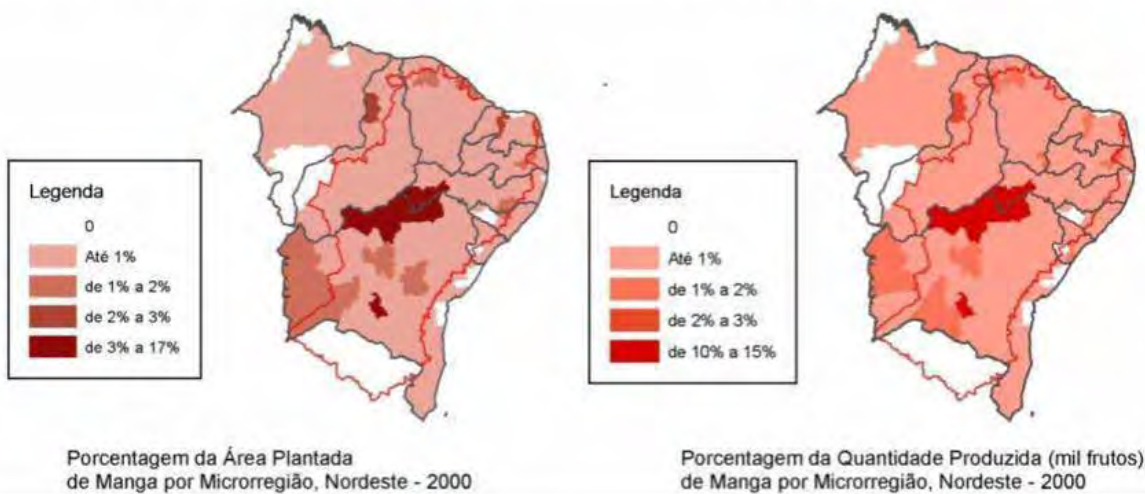 Legenda
0
Até 1%
de 1% a 2%
de 2% a 3%
de 3% a 17%
Porcentagem da Área Plantada
de Manga por Microrregião, Nordeste - 2000
Legenda
0
Até 1%
de 1% a 2%
de 2% a 3%
de 10% a 15%
Porcentagem da Quantidade Produzida (mil frutos)
de Manga por Microrregião, Nordeste - 2000